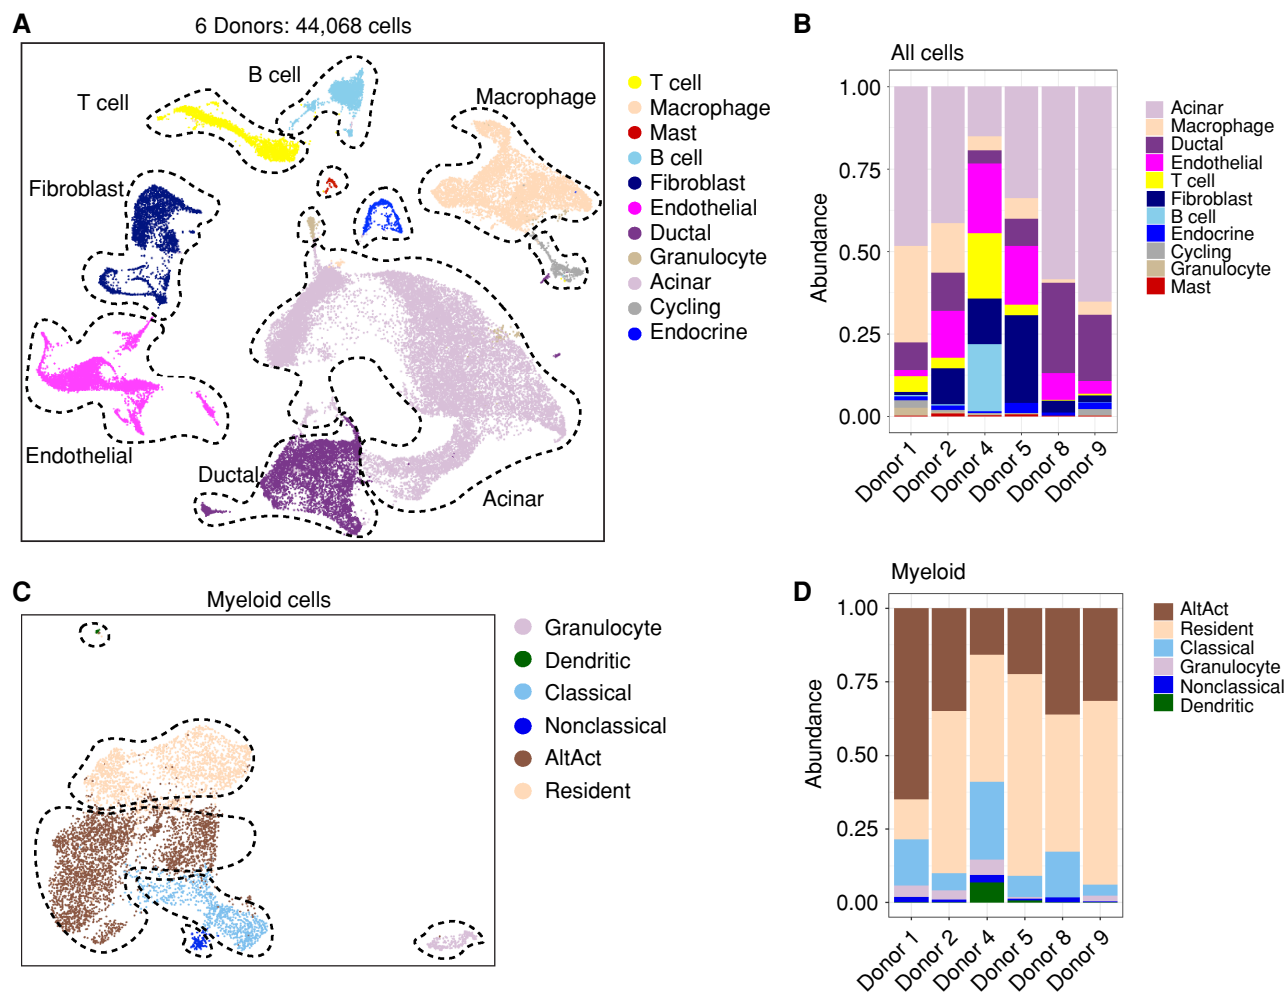 A
6 Donors: 44,068 cells
T cell
B cell
Macrophage
Fibroblast
Endothelial
Ductal
Acinar
T cell
Macrophage
Mast
B cell
Fibroblast
Endothelial
Ductal
Granulocyte
Acinar
Cycling
Endocrine
B
All cells
Abundance
1.00
0.75
0.50
0.25
0.00
Donor 1
Donor 2
Donor 4
Donor 5
Donor 8
Donor 9
Acinar
Macrophage
Ductal
Endothelial
T cell
Fibroblast
B cell
Endocrine
Cycling
Granulocyte
Mast
C
Myeloid cells
Granulocyte
Dendritic
Classical
Nonclassical
AltAct
Resident
D
Myeloid
Abundance
1.00
0.75
0.50
0.25
0.00
Donor 1
Donor 2
Donor 4
Donor 5
Donor 8
Donor 9
AltAct
Resident
Classical
Granulocyte
Nonclassical
Dendritic